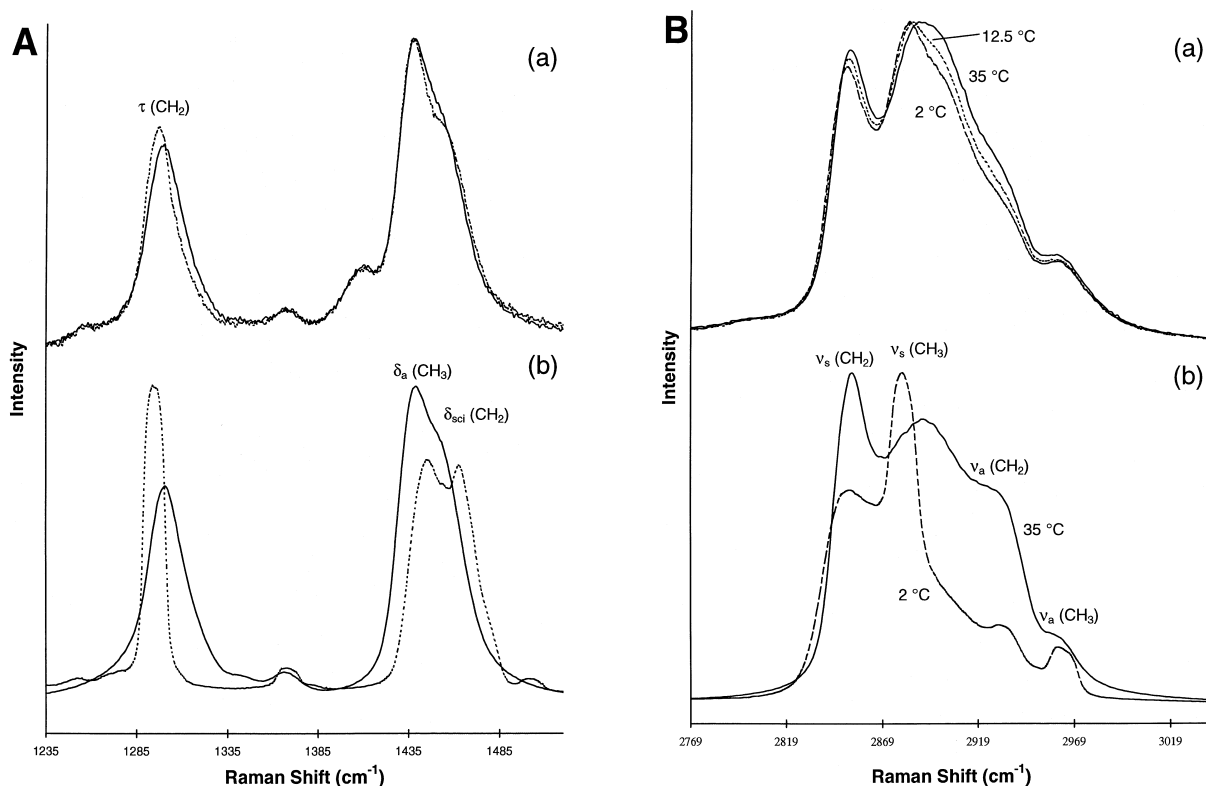 A
(a)
τ (CH₂)
(b)
δₐ (CH₃)
δsci (CH₂)
Intensity
1235 1285 1335 1385 1435 1485
Raman Shift (cm⁻¹)
B
(a)
12.5 °C
35 °C
2 °C
(b)
νₛ (CH₂)
νₛ (CH₃)
νₐ (CH₂)
35 °C
2 °C
νₐ (CH₃)
Intensity
2769 2819 2869 2919 2969 3019
Raman Shift (cm⁻¹)